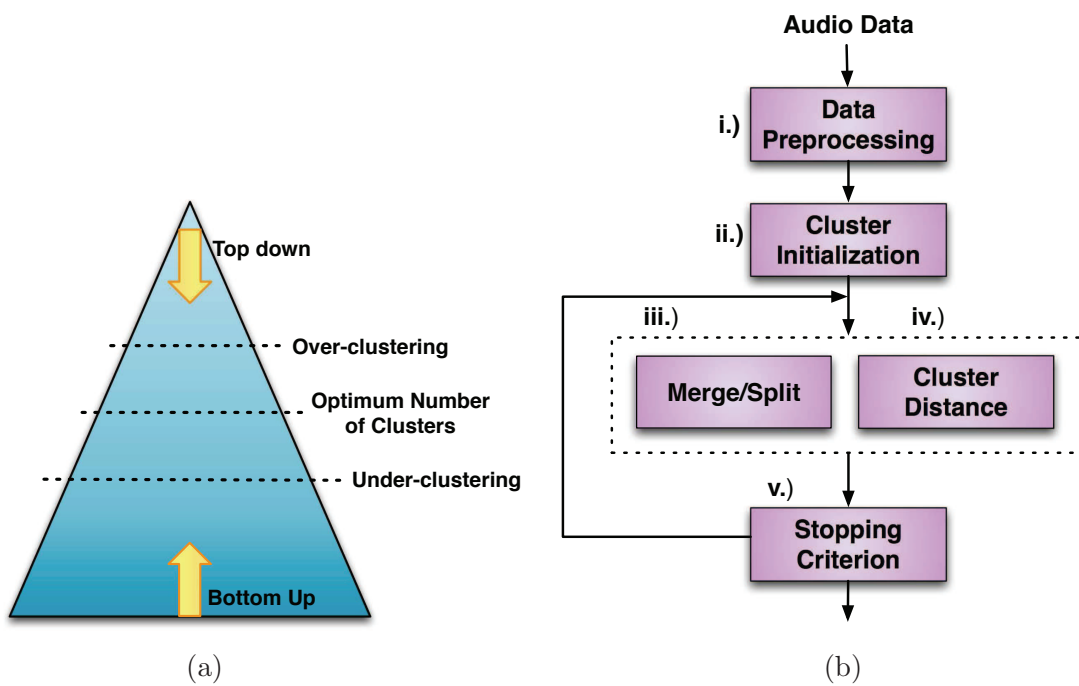 Top down
Over-clustering
Optimum Number
of Clusters
Under-clustering
Bottom Up
(a)
Audio Data
i.)
Data
Preprocessing
ii.)
Cluster
Initialization
iii.)
iv.)
Merge/Split
Cluster
Distance
v.)
Stopping
Criterion
(b)